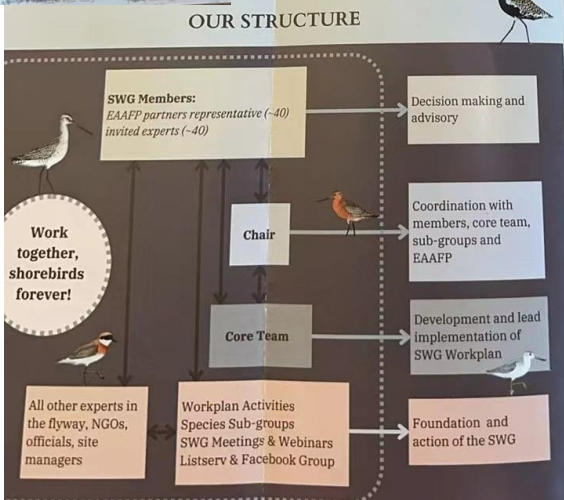 OUR STRUCTURE
SWG Members:
EAAFP partners representative (~40)
invited experts (~40)
Decision making and
advisory
Work
together,
shorebirds
forever!
Chair
Coordination with
members, core team,
sub-groups and
EAAFP
Core Team
Development and lead
implementation of
SWG Workplan
All other experts in
the flyway, NGOs,
officials, site
managers
Workplan Activities
Species Sub-groups
SWG Meetings & Webinars
Listserv & Facebook Group
Foundation and
action of the SWG